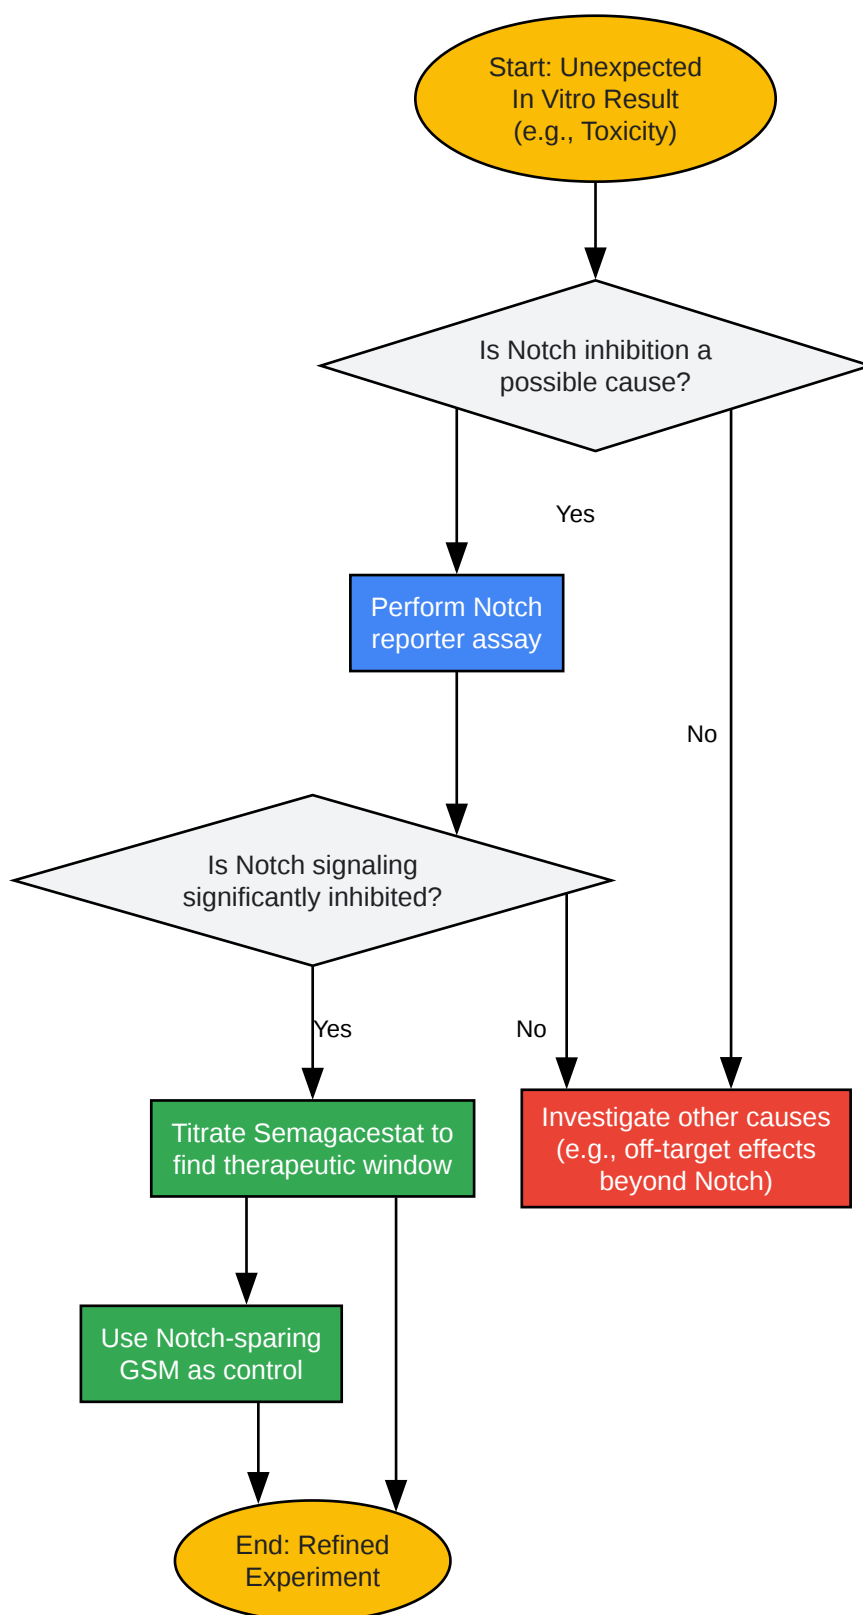 Start: Unexpected
In Vitro Result
(e.g., Toxicity)
Is Notch inhibition a
possible cause?
Yes
Perform Notch
reporter assay
No
Is Notch signaling
significantly inhibited?
Yes
No
Titrate Semagacestat to
find therapeutic window
Investigate other causes
(e.g., off-target effects
beyond Notch)
Use Notch-sparing
GSM as control
End: Refined
Experiment